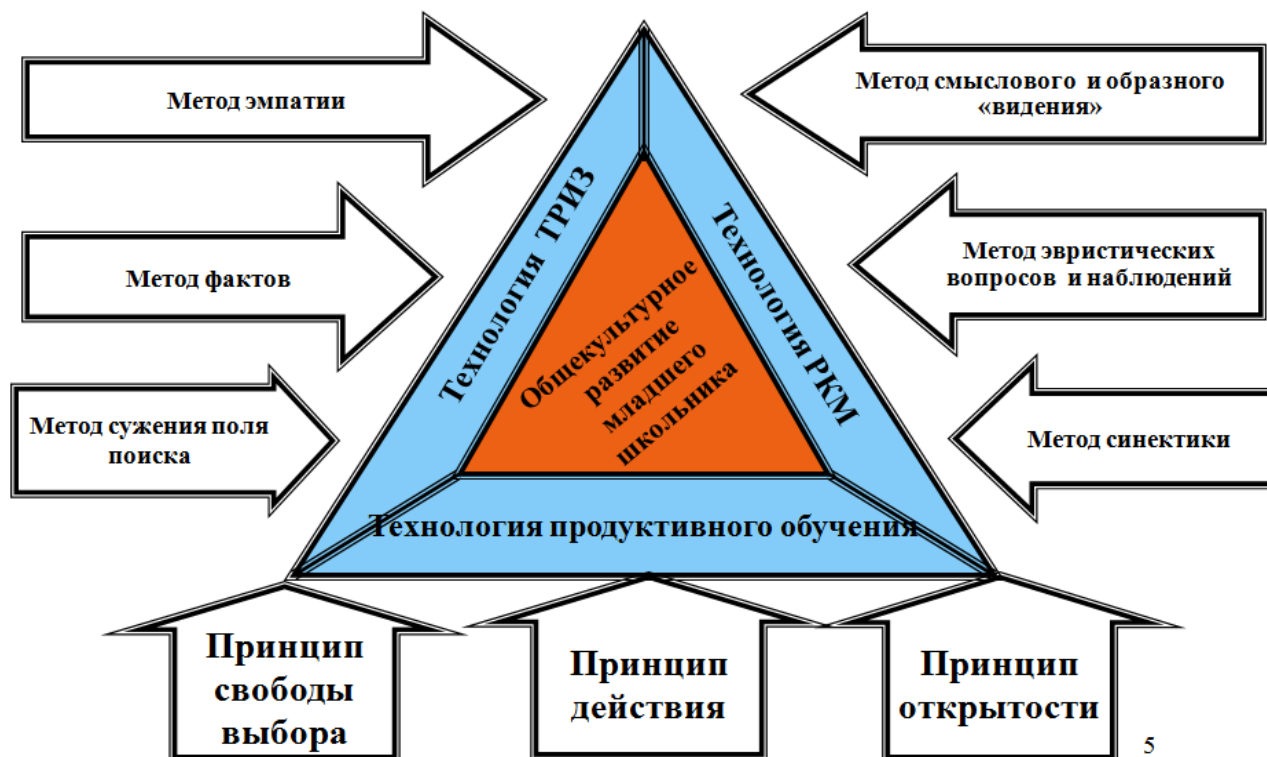 Метод эмпатии
Метод смыслового и образного
«видения»
Метод фактов
Метод эвристических
вопросов и наблюдений
Метод сужения поля
поиска
Метод синектики
Технология ТРИЗ
Технология РКМ
Общекультурное
развитие
младшего
школьника
Технология продуктивного обучения
Принцип
свободы
выбора
Принцип
действия
Принцип
открытости
5